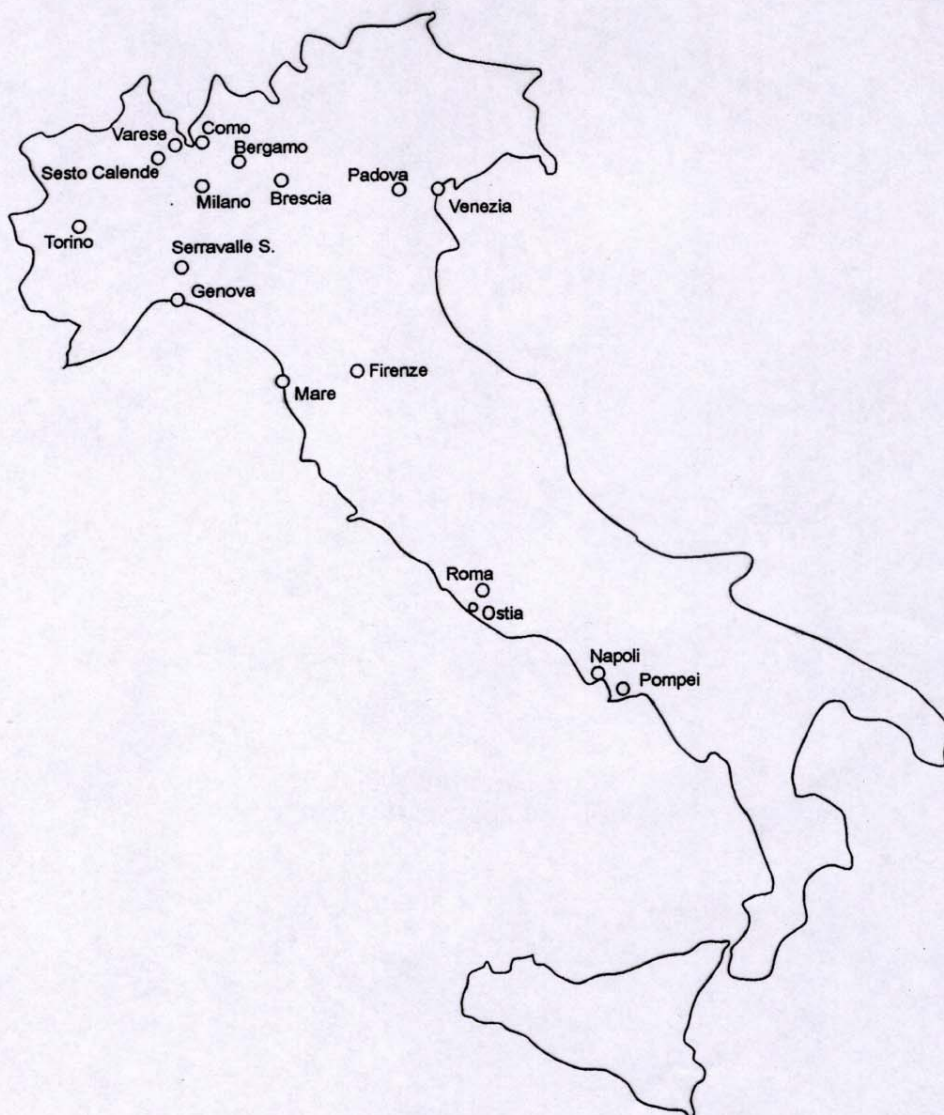 Como
Varese
Bergamo
Sesto Calende
Padova
Milano
Brescia
Venezia
Torino
Serravalle S.
Genova
Firenze
Mare
Roma
Ostia
Napoli
Pompei